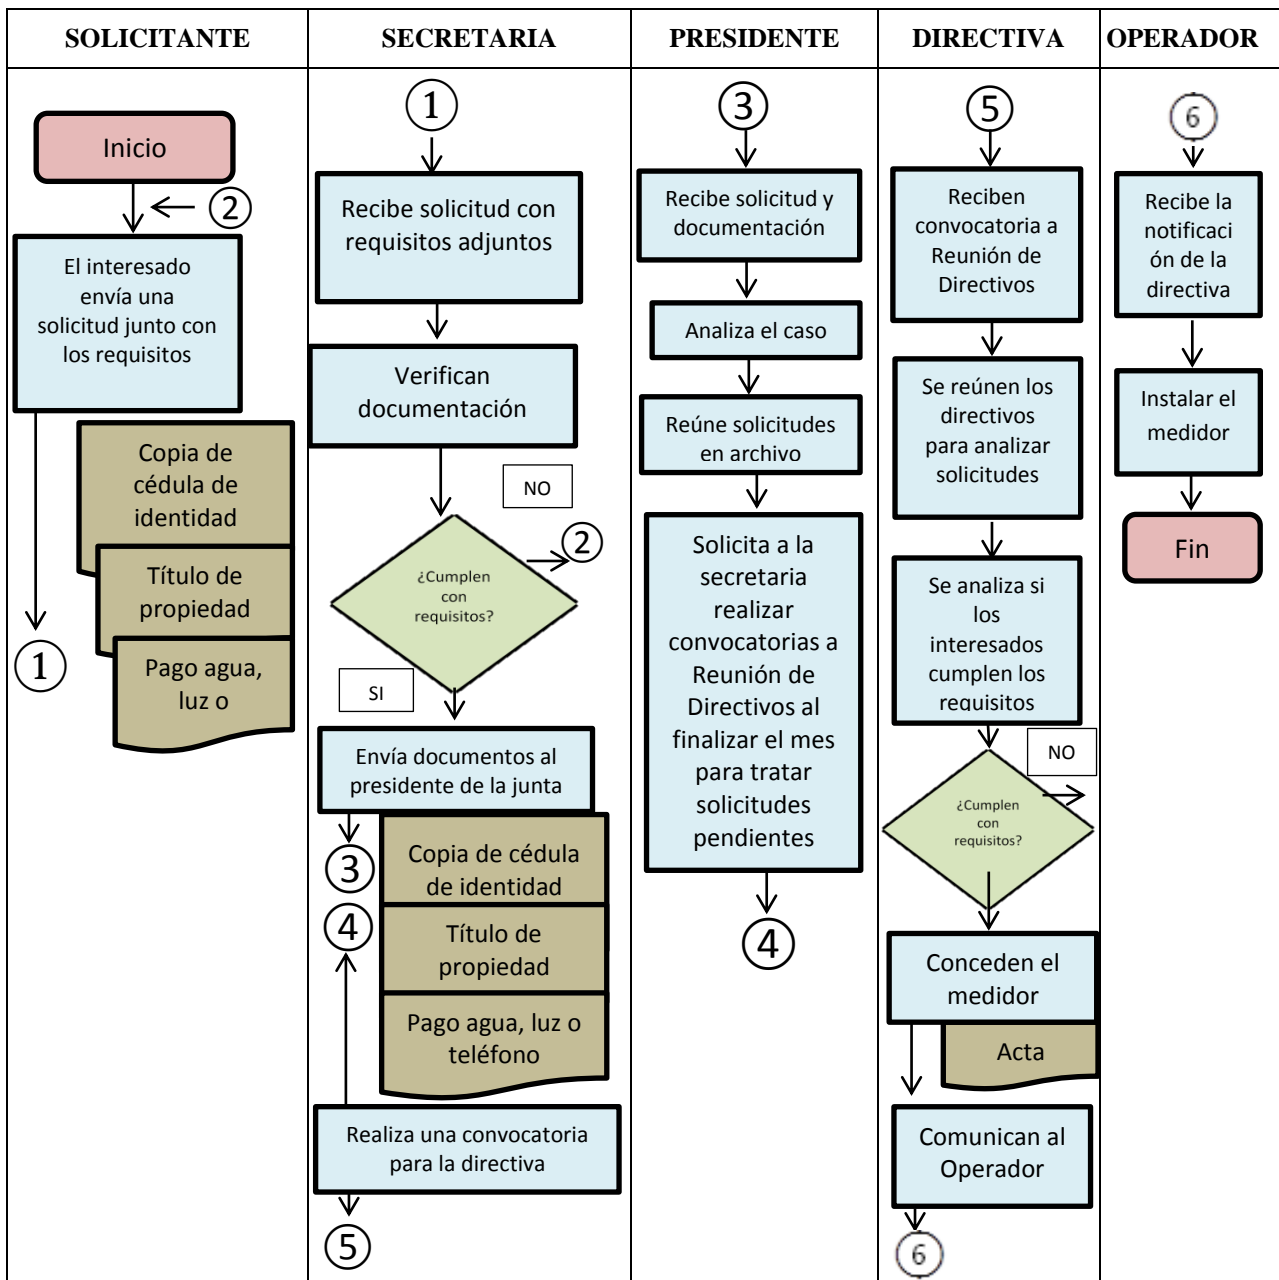 SOLICITANTE
SECRETARIA
PRESIDENTE
DIRECTIVA
OPERADOR
Inicio
2
El interesado
envía una
solicitud junto con
los requisitos
Copia de
cédula de
identidad
Título de
propiedad
Pago agua,
luz o
1
1
Recibe solicitud con
requisitos adjuntos
Verifican
documentación
NO
2
¿Cumplen
con
requisitos?
SI
Envía documentos al
presidente de la junta
3
Copia de cédula
de identidad
Título de
propiedad
Pago agua, luz o
teléfono
4
Realiza una convocatoria
para la directiva
5
3
Recibe solicitud y
documentación
Analiza el caso
Reúne solicitudes
en archivo
Solicita a la
secretaria
realizar
convocatorias a
Reunión de
Directivos al
finalizar el mes
para tratar
solicitudes
pendientes
4
5
Reciben
convocatoria a
Reunión de
Directivos
Se reúnen los
directivos
para analizar
solicitudes
Se analiza si
los
interesados
cumplen los
requisitos
NO
¿Cumplen
con
requisitos?
Conceden el
medidor
Acta
Comunican al
Operador
6
6
Recibe la
notificaci
ón de la
directiva
Instalar el
medidor
Fin